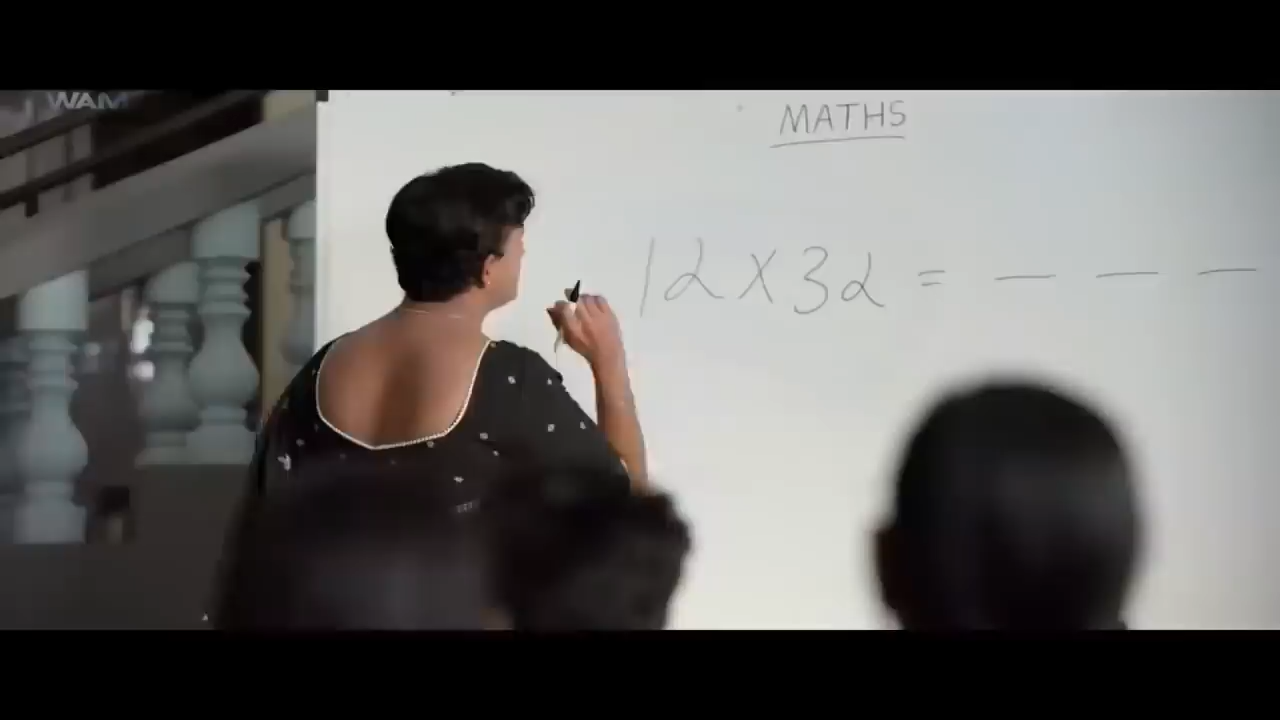 WAM
MATHS
12 x 32 = _ _ _